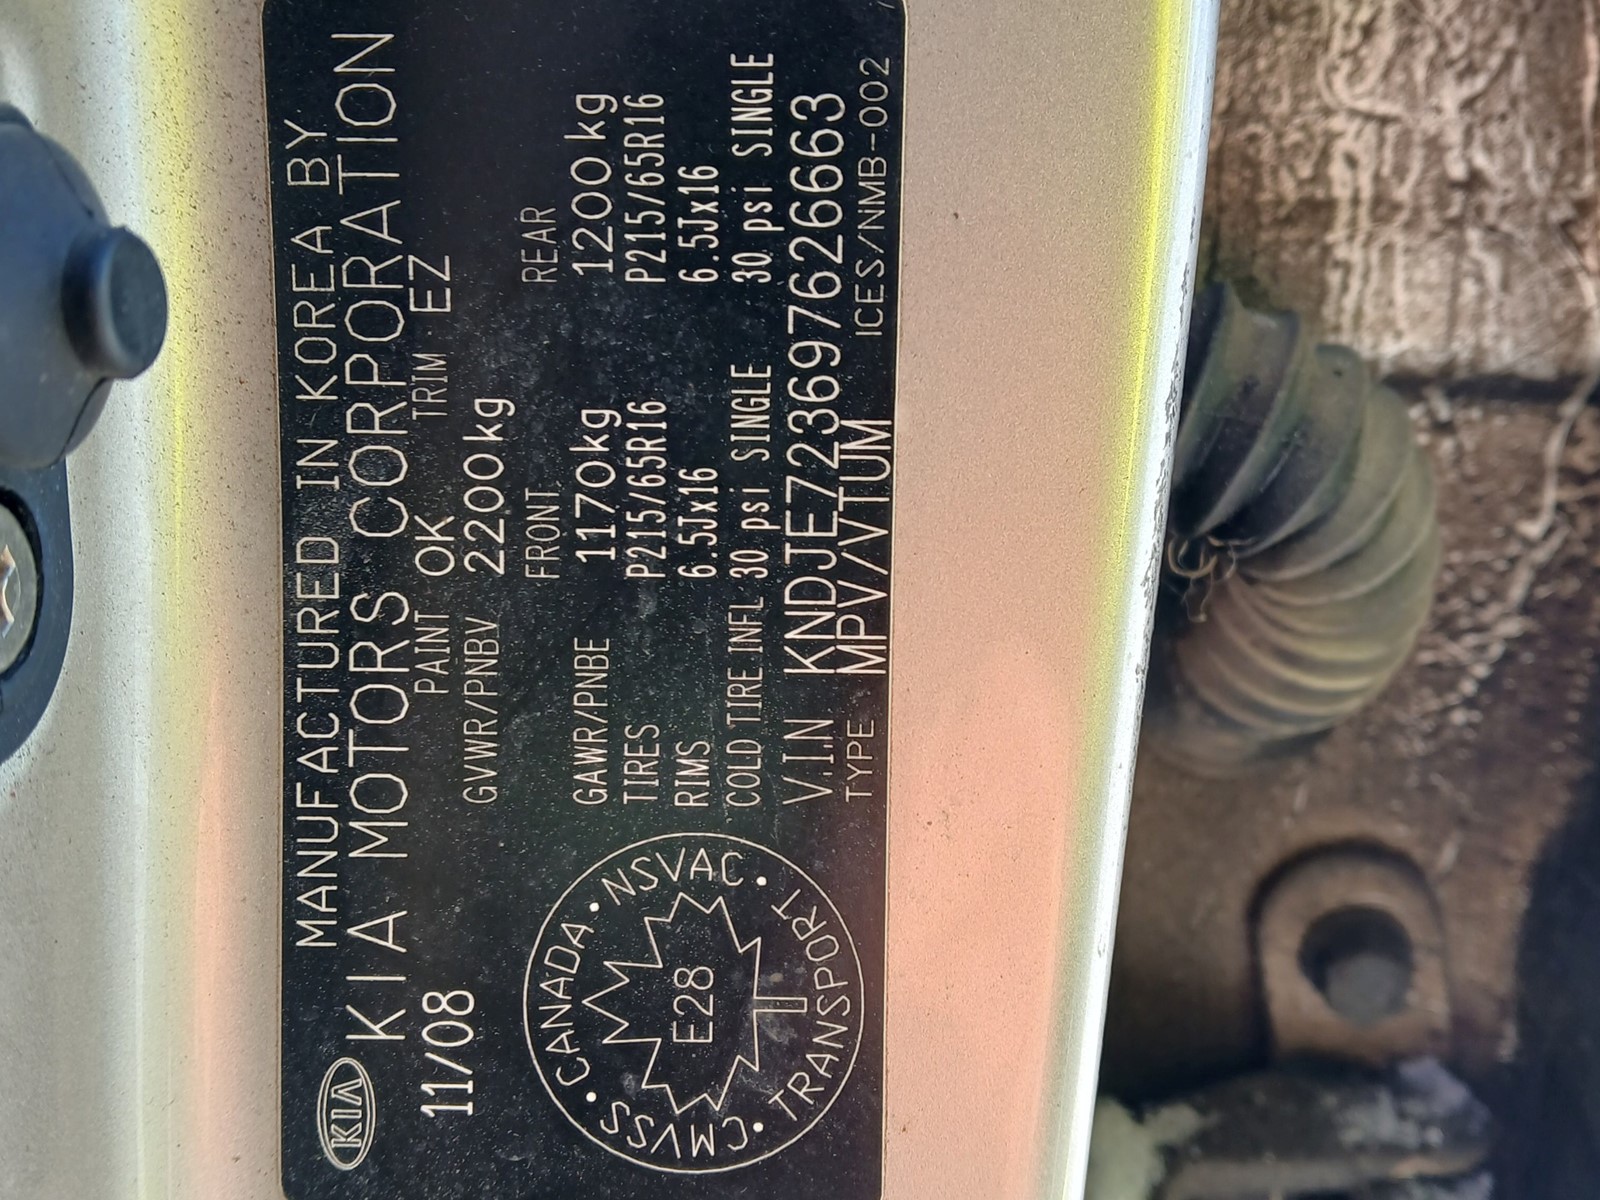 KIA
MANUFACTURED IN KOREA BY
KIA MOTORS CORPORATION
11/08 PAINT OK TRIM EZ
GVWR/PNBV 2200kg
FRONT REAR
GAWR/PNBE 1170kg 1200kg
TIRES P215/65R16 P215/65R16
RIMS 6.5Jx16 6.5Jx16
COLD TIRE INFL 30 psi SINGLE 30 psi SINGLE
V.I.N KNDJE723697626663
TYPE MPV/VTUM ICES/NMB-002
CMVSS · CANADA · NSVAC ·
E28
TRANSPORT